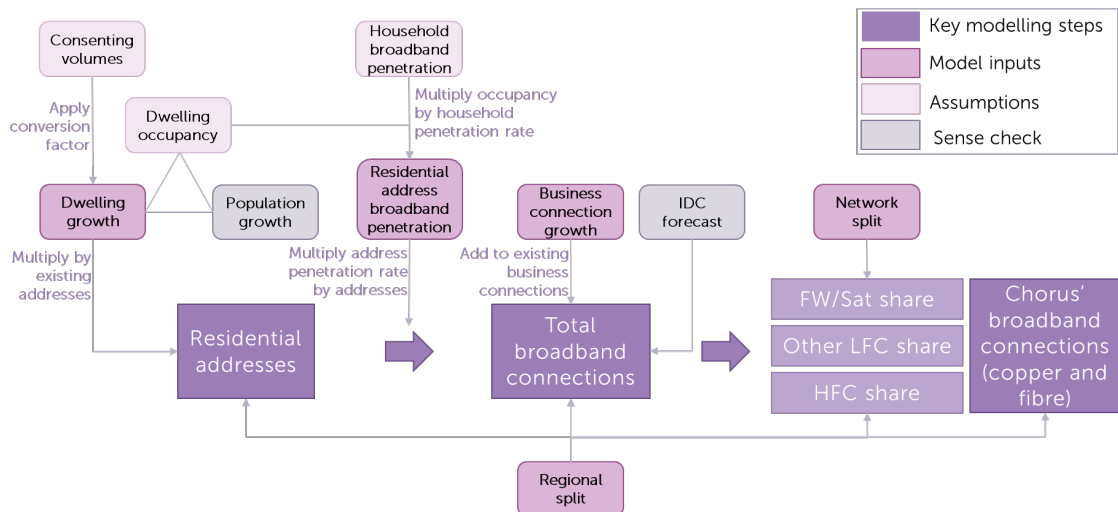 Consenting
volumes
Household
broadband
penetration
Key modelling steps
Model inputs
Assumptions
Sense check
Apply
conversion
factor
Dwelling
occupancy
Multiply occupancy
by household
penetration rate
Dwelling
growth
Population
growth
Residential
address
broadband
penetration
Business
connection
growth
IDC
forecast
Network
split
Multiply by
existing
addresses
Multiply address
penetration rate
by addresses
Add to existing
business
connections
Residential
addresses
Total
broadband
connections
FW/Sat share
Other LFC share
HFC share
Chorus’
broadband
connections
(copper and
fibre)
Regional
split